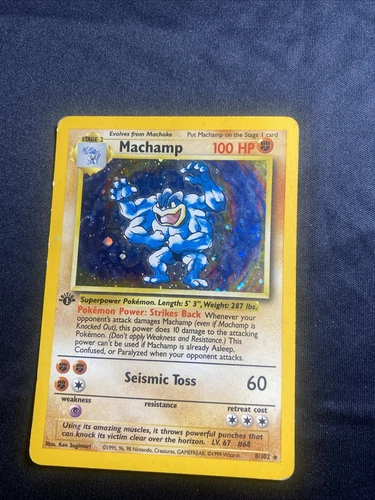 STAGE 2 Evolves from Machoke Put Machamp on the Stage 1 card
Machamp 100 HP
EDITION
1
Superpower Pokémon. Length: 5' 3", Weight: 287 lbs.
Pokémon Power: Strikes Back Whenever your
opponent's attack damages Machamp (even if Machamp is
Knocked Out), this power does 10 damage to the attacking
Pokémon. (Don't apply Weakness and Resistance.) This
power can't be used if Machamp is already Asleep,
Confused, or Paralyzed when your opponent attacks.
Seismic Toss 60
weakness resistance retreat cost
Using its amazing muscles, it throws powerful punches that
can knock its victim clear over the horizon. LV. 67 #68
Illus. Ken Sugimori ©1995, 96, 98 Nintendo, Creatures, GAMEFREAK. ©1999 Wizards. 8/102 ★